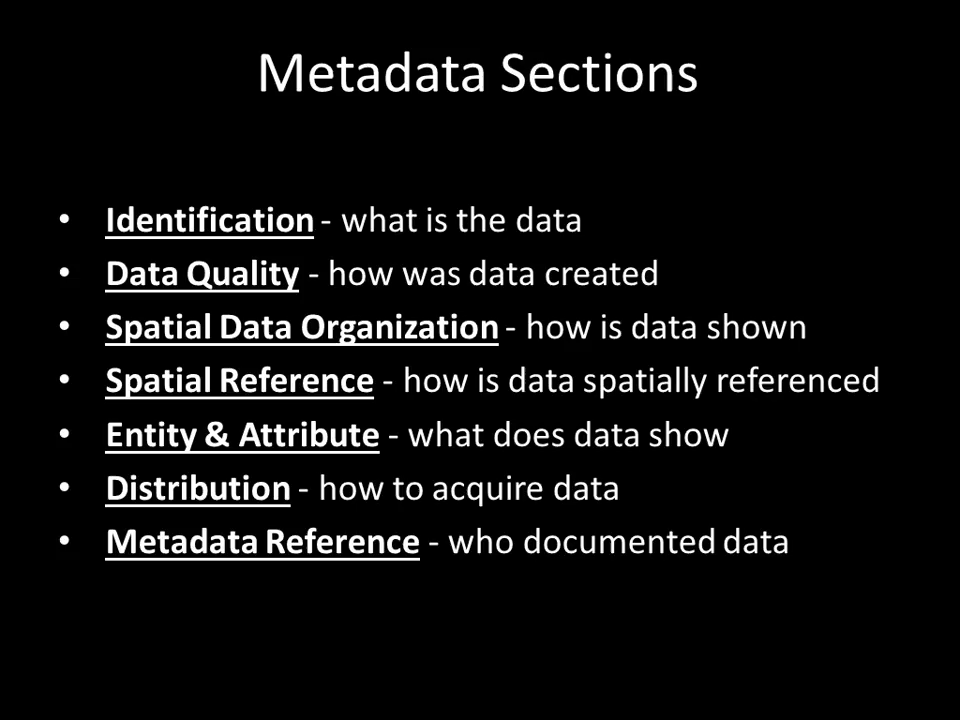 Metadata Sections
• Identification - what is the data
• Data Quality - how was data created
• Spatial Data Organization - how is data shown
• Spatial Reference - how is data spatially referenced
• Entity & Attribute - what does data show
• Distribution - how to acquire data
• Metadata Reference - who documented data